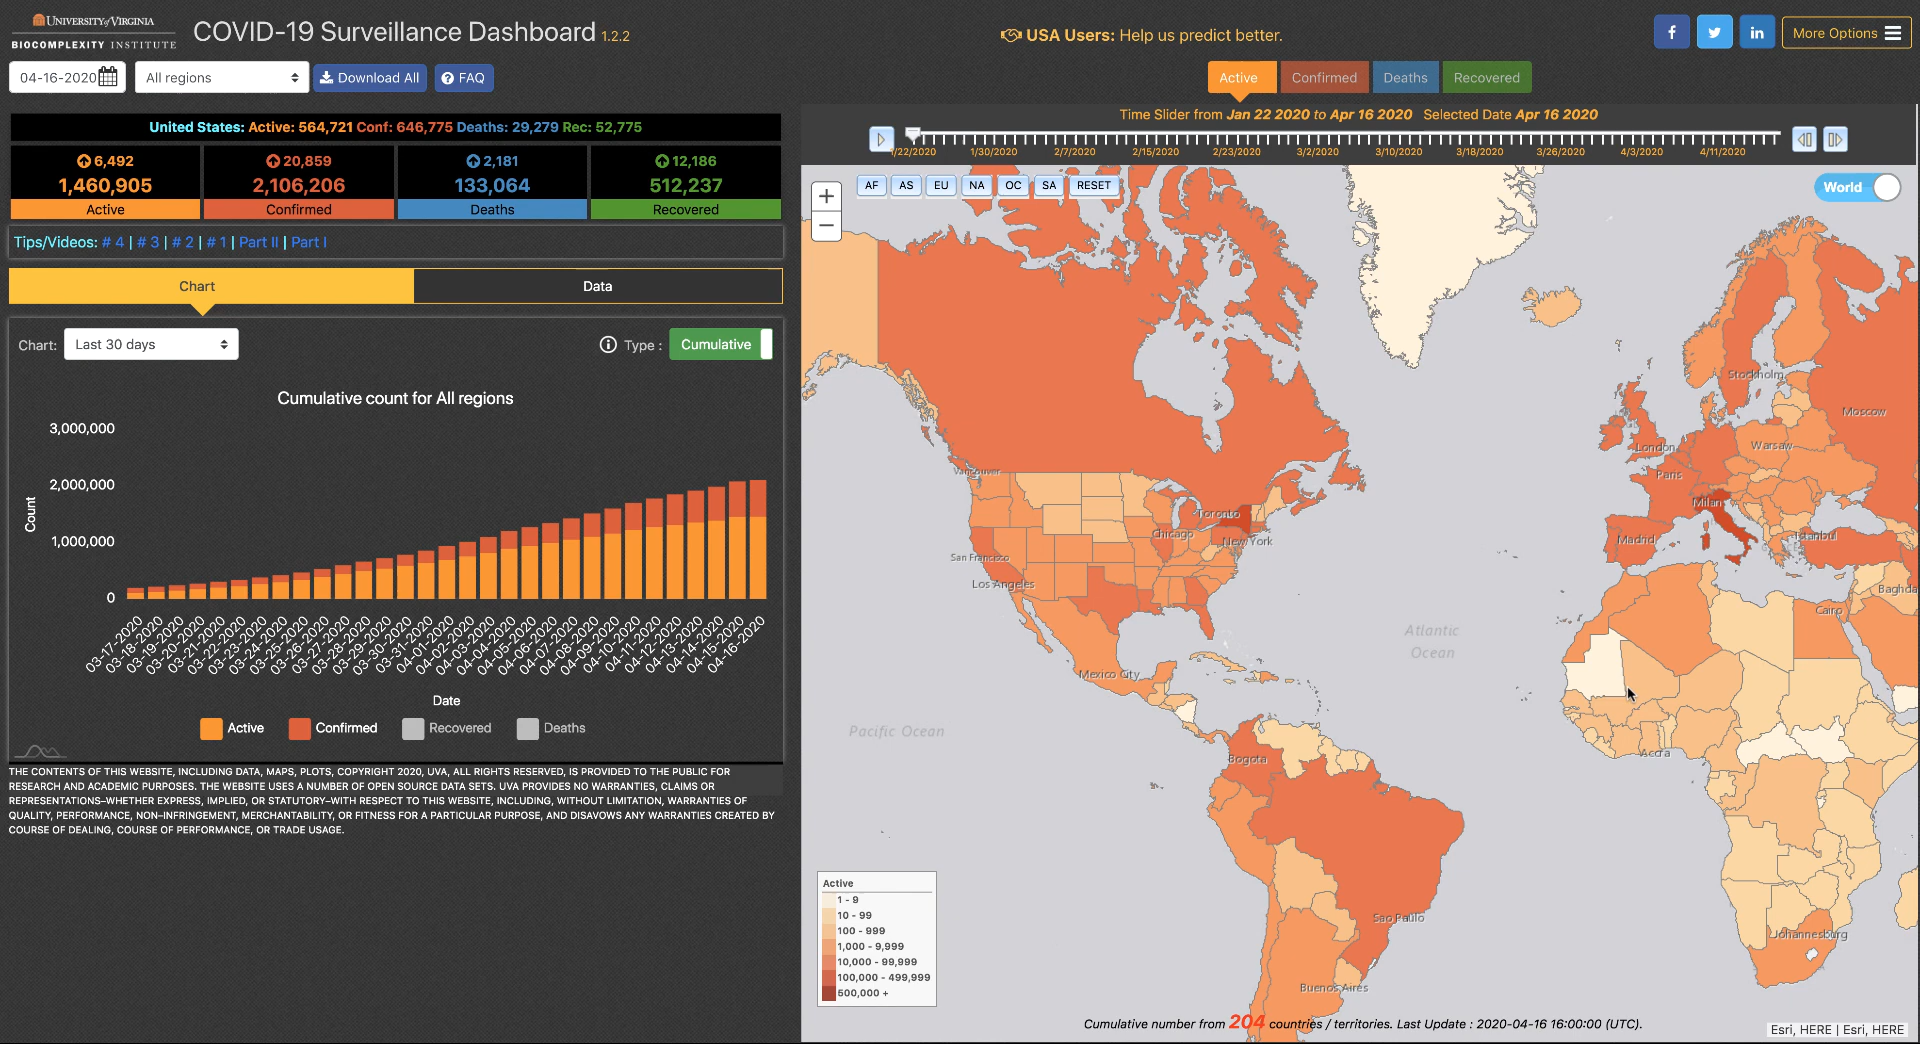 UNIVERSITY of VIRGINIA
BIOCOMPLEXITY INSTITUTE
COVID-19 Surveillance Dashboard 1.2.2
USA Users: Help us predict better.
More Options
04-16-2020
All regions
Download All
FAQ
Active
Confirmed
Deaths
Recovered
Time Slider from Jan 22 2020 to Apr 16 2020 Selected Date Apr 16 2020
1/22/2020 1/30/2020 2/7/2020 2/15/2020 2/23/2020 3/2/2020 3/10/2020 3/18/2020 3/26/2020 4/3/2020 4/11/2020
United States: Active: 564,721 Conf: 646,775 Deaths: 29,279 Rec: 52,775
6,492
1,460,905
Active
20,859
2,106,206
Confirmed
2,181
133,064
Deaths
12,186
512,237
Recovered
Tips/Videos: # 4 | # 3 | # 2 | # 1 | Part II | Part I
Chart
Data
Chart:
Last 30 days
Type :
Cumulative
Cumulative count for All regions
3,000,000
2,000,000
1,000,000
0
Count
03-17-2020
03-18-2020
03-19-2020
03-20-2020
03-21-2020
03-22-2020
03-23-2020
03-24-2020
03-25-2020
03-26-2020
03-27-2020
03-28-2020
03-29-2020
03-30-2020
03-31-2020
04-01-2020
04-02-2020
04-03-2020
04-04-2020
04-05-2020
04-06-2020
04-07-2020
04-08-2020
04-09-2020
04-10-2020
04-11-2020
04-12-2020
04-13-2020
04-14-2020
04-15-2020
04-16-2020
Date
Active
Confirmed
Recovered
Deaths
THE CONTENTS OF THIS WEBSITE, INCLUDING DATA, MAPS, PLOTS, COPYRIGHT 2020, UVA, ALL RIGHTS RESERVED, IS PROVIDED TO THE PUBLIC FOR
RESEARCH AND ACADEMIC PURPOSES. THE WEBSITE USES A NUMBER OF OPEN SOURCE DATA SETS. UVA PROVIDES NO WARRANTIES, CLAIMS OR
REPRESENTATIONS—WHETHER EXPRESS, IMPLIED, OR STATUTORY—WITH RESPECT TO THIS WEBSITE, INCLUDING, WITHOUT LIMITATION, WARRANTIES OF
QUALITY, PERFORMANCE, NON-INFRINGEMENT, MERCHANTABILITY, OR FITNESS FOR A PARTICULAR PURPOSE, AND DISAVOWS ANY WARRANTIES CREATED BY
COURSE OF DEALING, COURSE OF PERFORMANCE, OR TRADE USAGE.
+
−
AF
AS
EU
NA
OC
SA
RESET
World
Stockholm
Moscow
London
Warsaw
Paris
Vancouver
Milan
Toronto
Chicago
New York
Madrid
Istanbul
San Francisco
Los Angeles
Baghda
Cairo
Atlantic
Ocean
Mexico City
Pacific Ocean
Accra
Bogota
Sao Paulo
Johannesburg
Buenos Aires
Active
1 - 9
10 - 99
100 - 999
1,000 - 9,999
10,000 - 99,999
100,000 - 499,999
500,000 +
Cumulative number from 204 countries / territories. Last Update : 2020-04-16 16:00:00 (UTC).
Esri, HERE | Esri, HERE